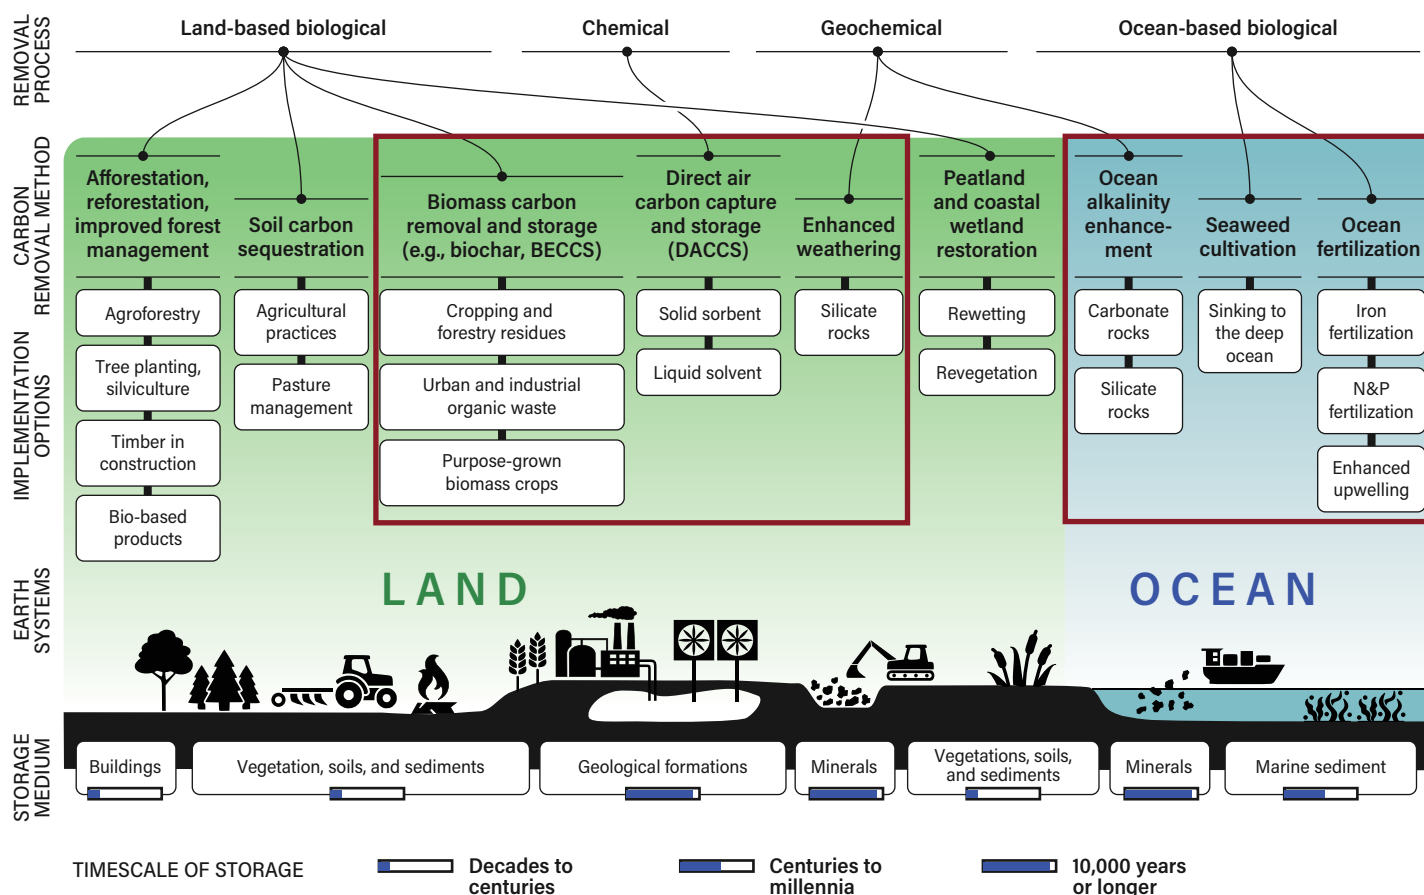 REMOVAL
PROCESS
Land-based biological
Chemical
Geochemical
Ocean-based biological
CARBON
REMOVAL METHOD
Afforestation,
reforestation,
improved forest
management
Soil carbon
sequestration
Biomass carbon
removal and storage
(e.g., biochar, BECCS)
Direct air
carbon capture
and storage
(DACCS)
Enhanced
weathering
Peatland
and coastal
wetland
restoration
Ocean
alkalinity
enhance-
ment
Seaweed
cultivation
Ocean
fertilization
IMPLEMENTATION
OPTIONS
Agroforestry
Tree planting,
silviculture
Timber in
construction
Bio-based
products
Agricultural
practices
Pasture
management
Cropping and
forestry residues
Urban and industrial
organic waste
Purpose-grown
biomass crops
Solid sorbent
Liquid solvent
Silicate
rocks
Rewetting
Revegetation
Carbonate
rocks
Silicate
rocks
Sinking to
the deep
ocean
Iron
fertilization
N&P
fertilization
Enhanced
upwelling
EARTH
SYSTEMS
LAND
OCEAN
STORAGE
MEDIUM
Buildings
Vegetation, soils, and sediments
Geological formations
Minerals
Vegetations, soils,
and sediments
Minerals
Marine sediment
TIMESCALE OF STORAGE
Decades to
centuries
Centuries to
millennia
10,000 years
or longer